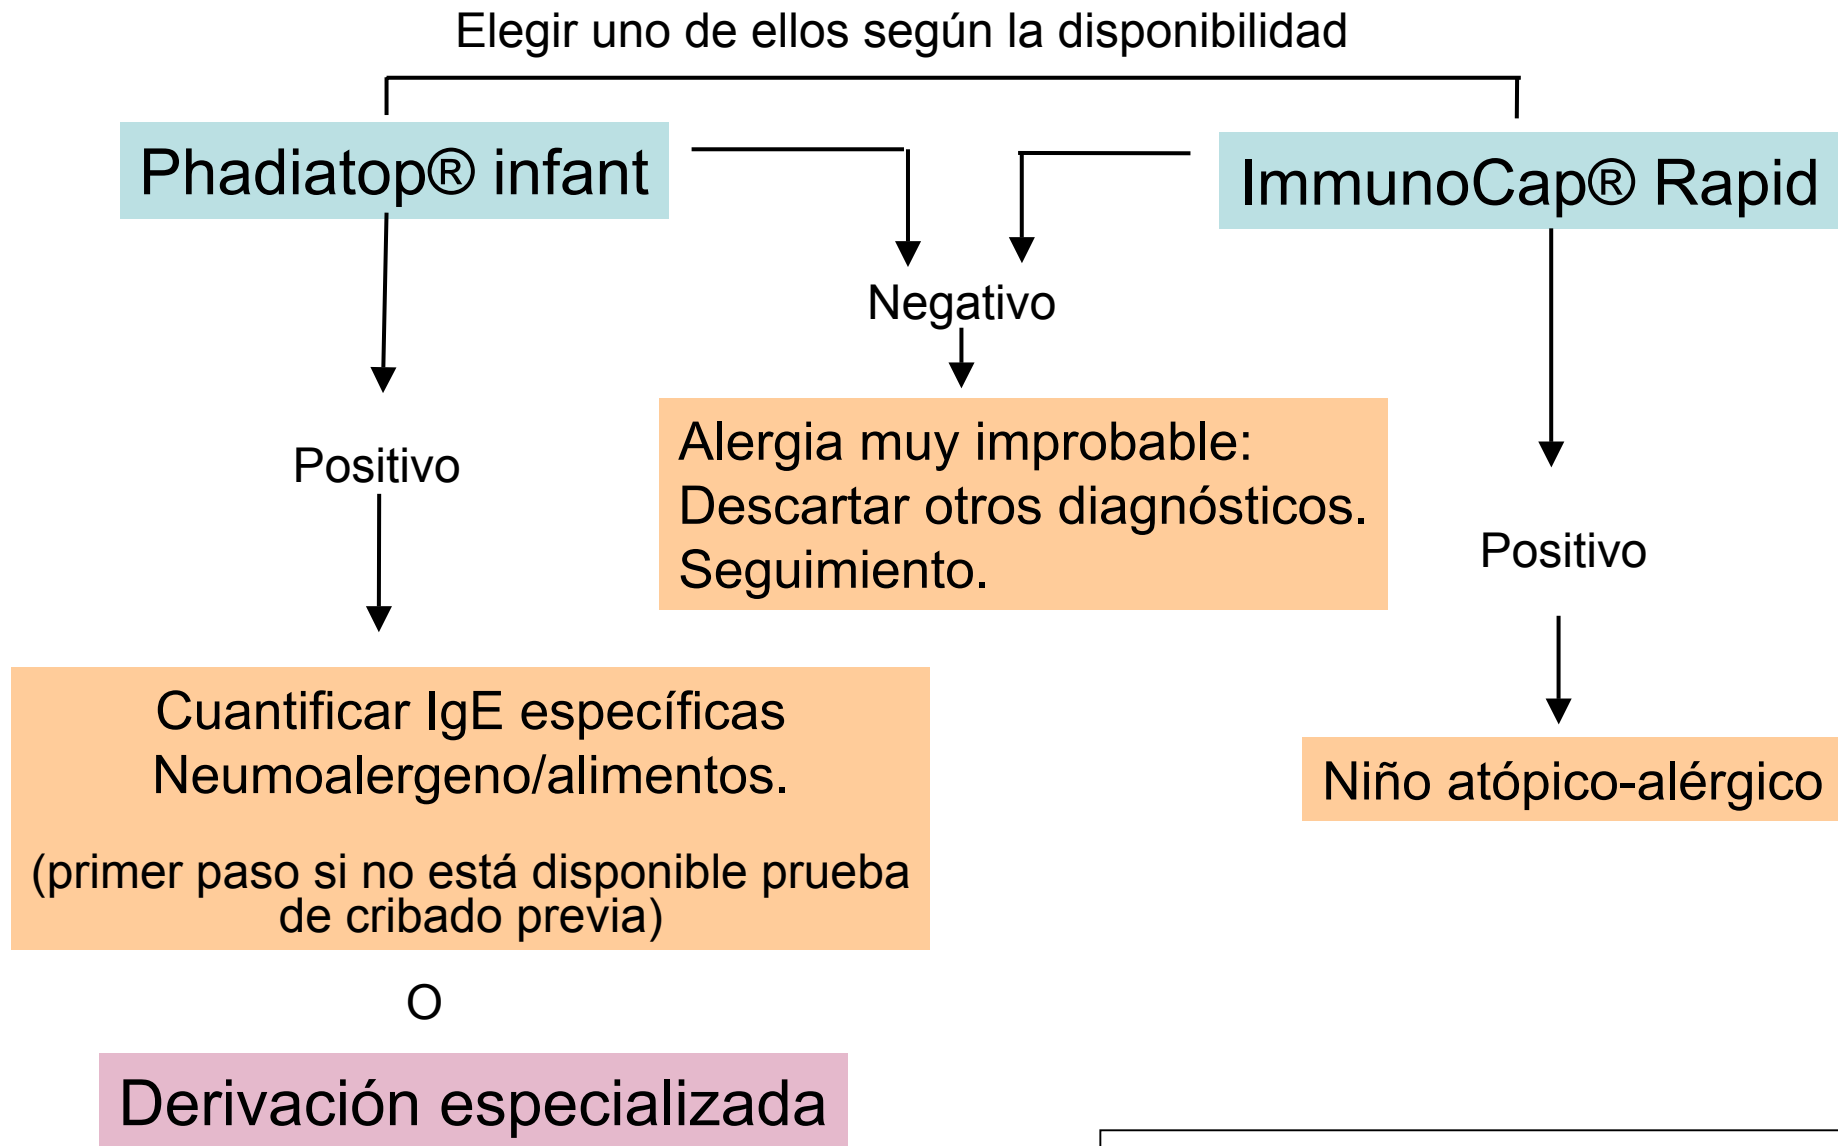 Elegir uno de ellos según la disponibilidad
Phadiatop® infant
ImmunoCap® Rapid
Negativo
Positivo
Alergia muy improbable:
Descartar otros diagnósticos.
Seguimiento.
Positivo
Cuantificar IgE específicas
Neumoalergeno/alimentos.
(primer paso si no está disponible prueba
de cribado previa)
Niño atópico-alérgico
O
Derivación especializada